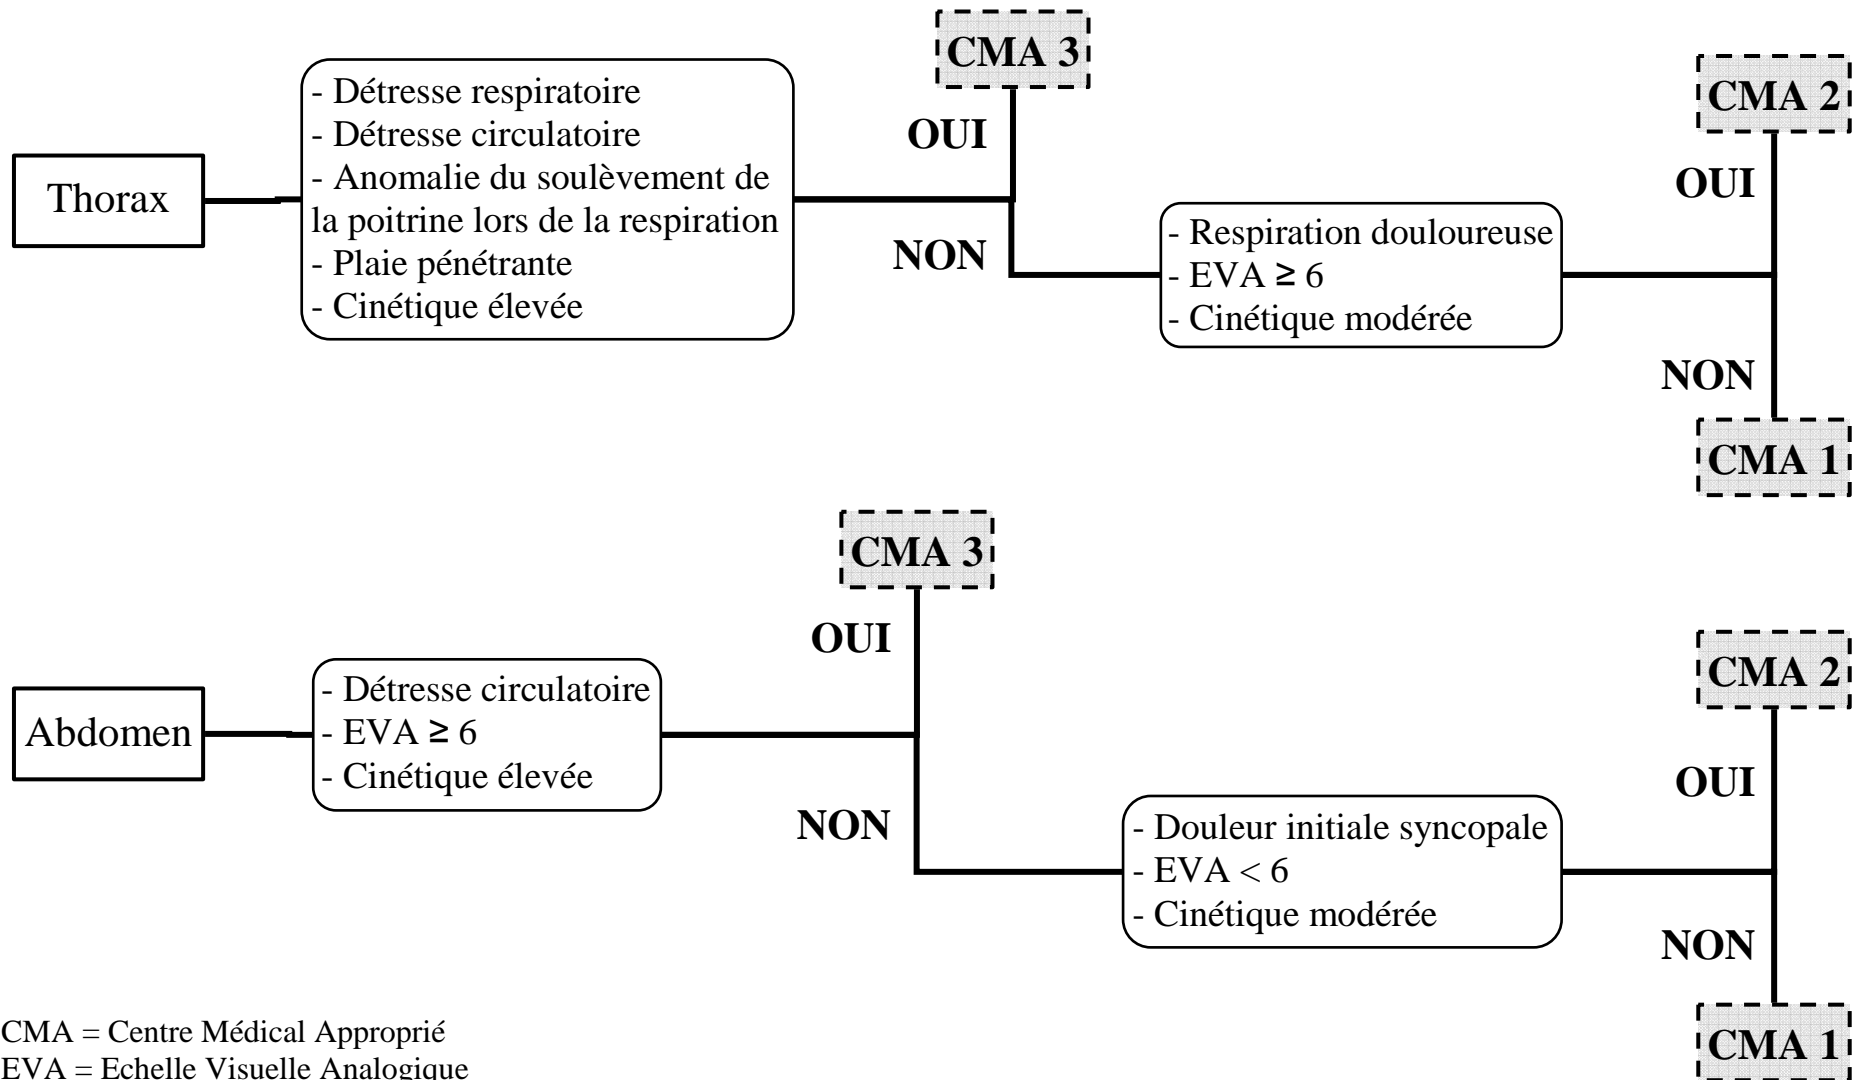 Thorax
- Détresse respiratoire
- Détresse circulatoire
- Anomalie du soulèvement de
la poitrine lors de la respiration
- Plaie pénétrante
- Cinétique élevée
OUI
CMA 3
NON
- Respiration douloureuse
- EVA ≥ 6
- Cinétique modérée
OUI
CMA 2
NON
CMA 1
Abdomen
- Détresse circulatoire
- EVA ≥ 6
- Cinétique élevée
OUI
CMA 3
NON
- Douleur initiale syncopale
- EVA < 6
- Cinétique modérée
OUI
CMA 2
NON
CMA 1
CMA = Centre Médical Approprié
EVA = Echelle Visuelle Analogique